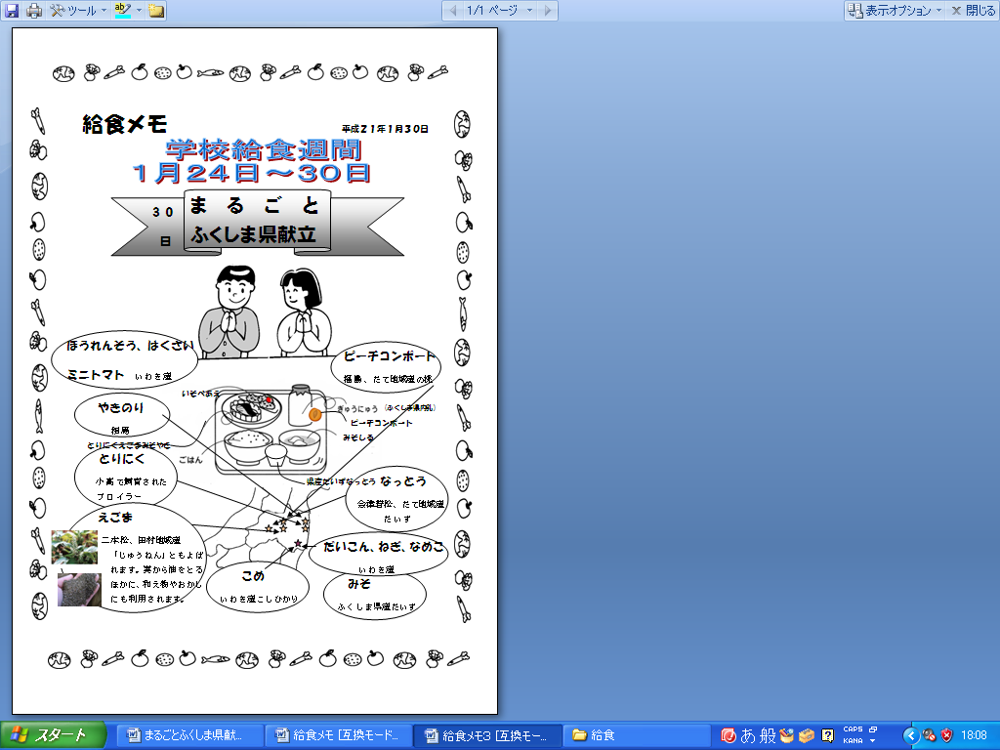 ツール
1/1 ページ
表示オプション
閉じる
給食メモ
平成21年1月30日
学校給食週間
1月24日～30日
30
日
まるごと
ふくしま県献立
ほうれんそう、はくさい
ミニトマト いわき産
ピーチコンポート
福島、だて地域産の桃
やきのり
相馬
いそべあえ
ぎゅうにゅう (ふくしま県内乳)
ピーチコンポート
みそしる
とりにくえごまみそやき
ごはん
とりにく
小高で飼育された
ブロイラー
県産だいずなっとう
なっとう
会津若松、だて地域産
だいず
えごま
二本松、田村地域産
「じゅうねん」ともよば
れます。実から油をとる
ほかに、和え物やおかし
にも利用されます。
だいこん、ねぎ、なめこ
いわき産
こめ
いわき産こしひかり
みそ
ふくしま県産だいず
スタート
まるごとふくしま県献...
給食メモ [互換モード...
給食メモ3 [互換モー...
給食
あ 般
CAPS
KANA
18:08